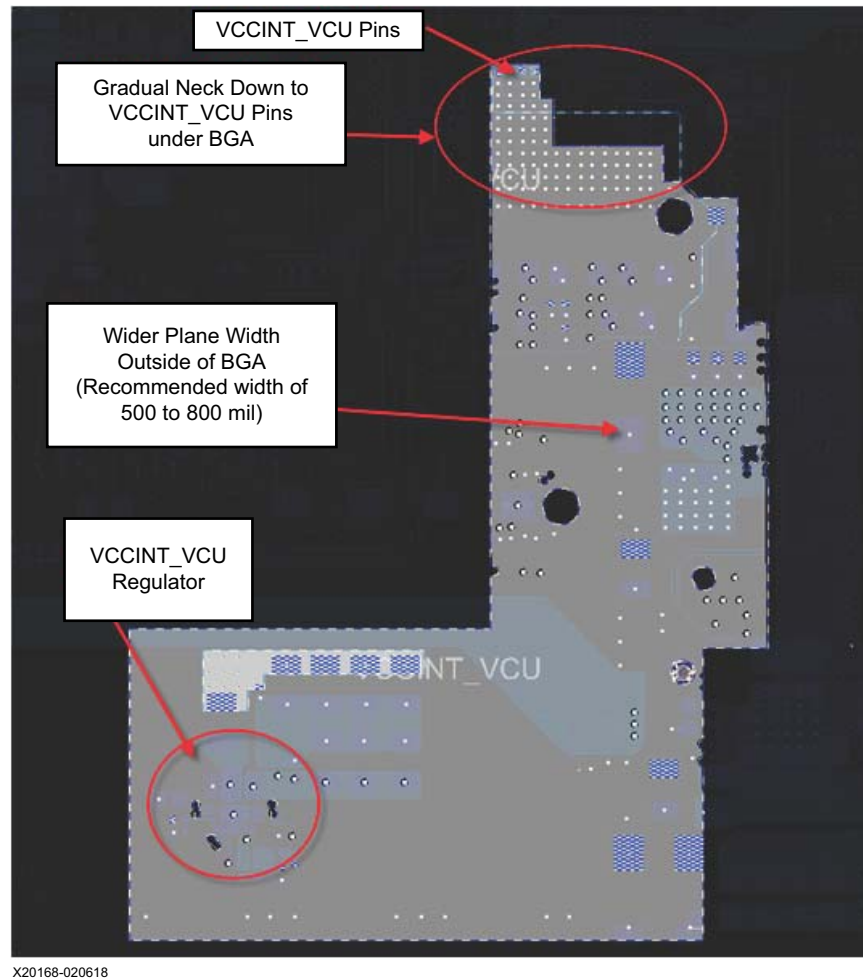 VCCINT_VCU Pins
Gradual Neck Down to
VCCINT_VCU Pins
under BGA
VCU
Wider Plane Width
Outside of BGA
(Recommended width of
500 to 800 mil)
VCCINT_VCU
Regulator
VCCINT_VCU
X20168-020618